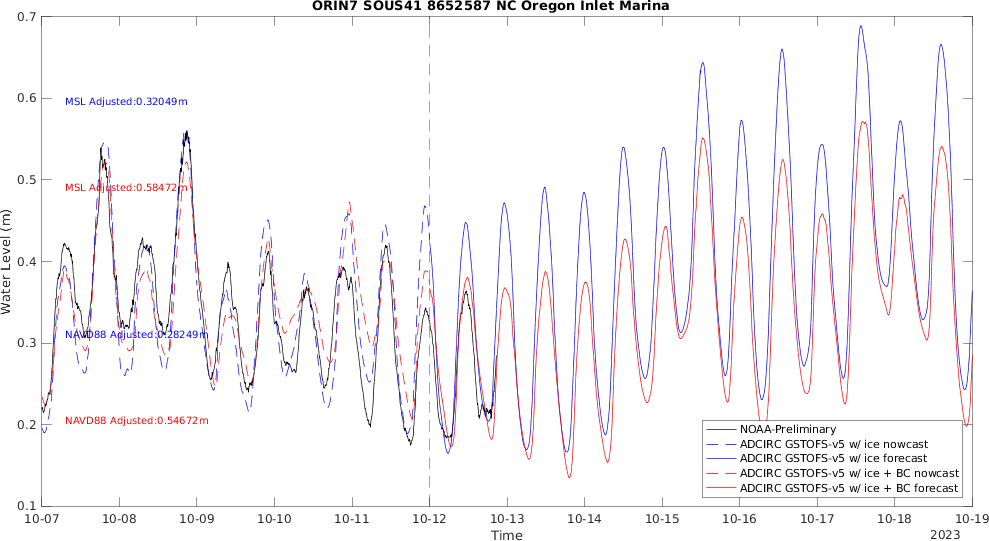 ORIN7 SOUS41 8652587 NC Oregon Inlet Marina
0.7
0.6
0.5
0.4
0.3
0.2
0.1
Water Level (m)
MSL Adjusted:0.32049m
MSL Adjusted:0.58472m
NAVD88 Adjusted:0.28249m
NAVD88 Adjusted:0.54672m
NOAA-Preliminary
ADCIRC GSTOFS-v5 w/ ice nowcast
ADCIRC GSTOFS-v5 w/ ice forecast
ADCIRC GSTOFS-v5 w/ ice + BC nowcast
ADCIRC GSTOFS-v5 w/ ice + BC forecast
10-07 10-08 10-09 10-10 10-11 10-12 10-13 10-14 10-15 10-16 10-17 10-18 10-19
Time
2023